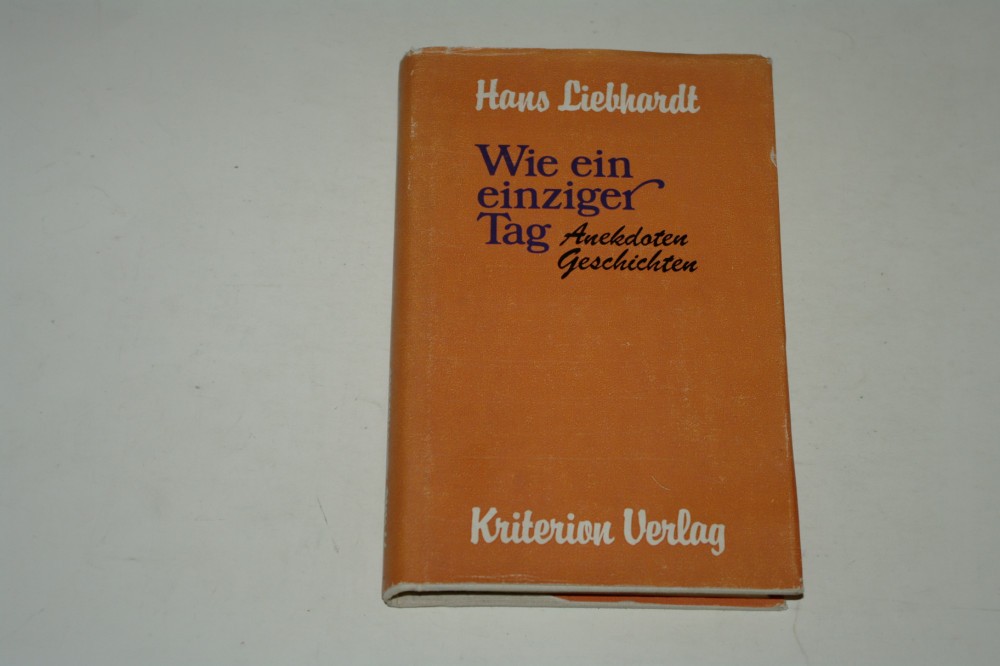 Hans Liebhardt
Wie ein
einziger
Tag
Anekdoten
Geschichten
Kriterion Verlag